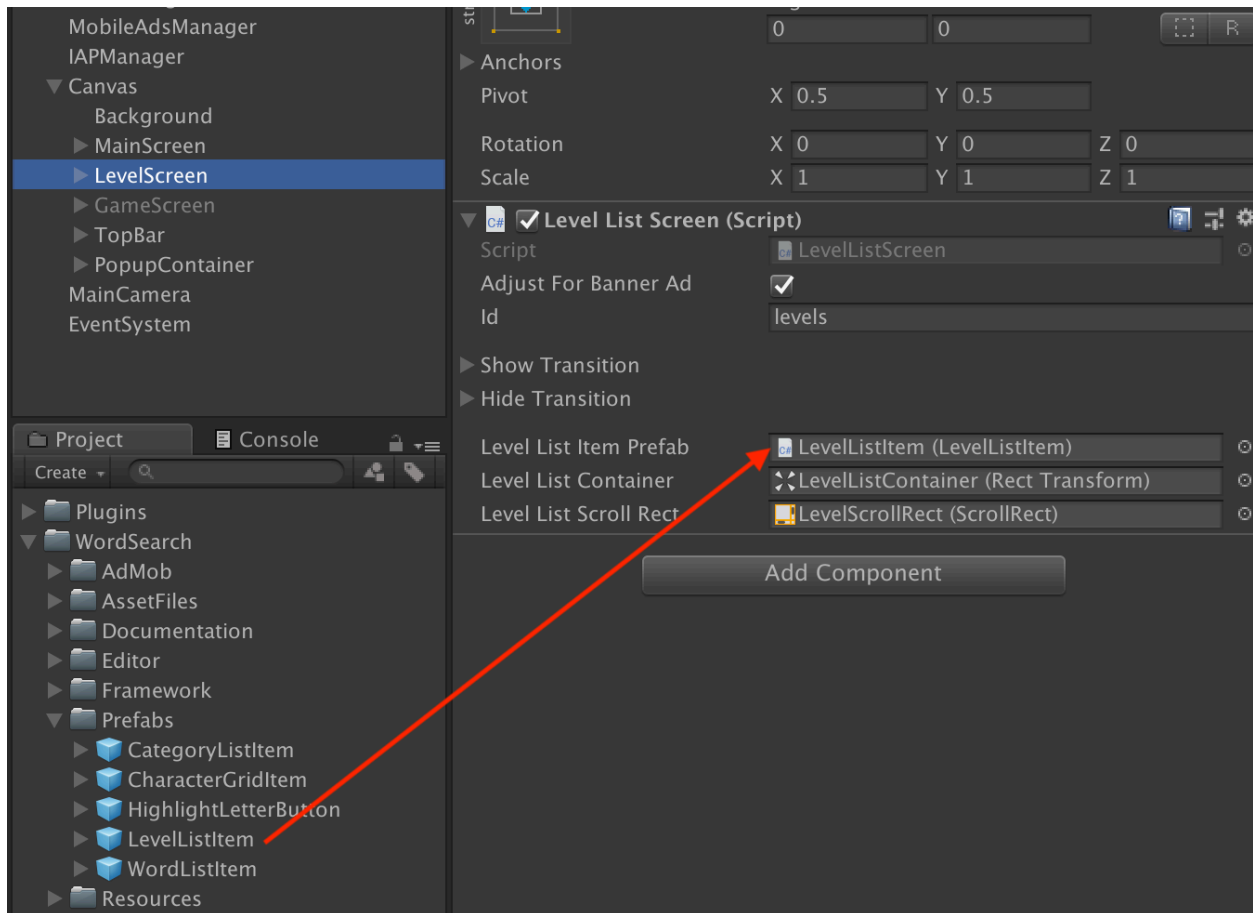 MobileAdsManager
IAPManager
Canvas
Background
MainScreen
LevelScreen
GameScreen
TopBar
PopupContainer
MainCamera
EventSystem
Project
Console
Create
Plugins
WordSearch
AdMob
AssetFiles
Documentation
Editor
Framework
Prefabs
CategoryListItem
CharacterGridItem
HighlightLetterButton
LevelListItem
WordListItem
Resources
0 0 R
Anchors
Pivot X 0.5 Y 0.5
Rotation X 0 Y 0 Z 0
Scale X 1 Y 1 Z 1
C# Level List Screen (Script)
Script LevelListScreen
Adjust For Banner Ad
Id levels
Show Transition
Hide Transition
Level List Item Prefab LevelListItem (LevelListItem)
Level List Container LevelListContainer (Rect Transform)
Level List Scroll Rect LevelScrollRect (ScrollRect)
Add Component